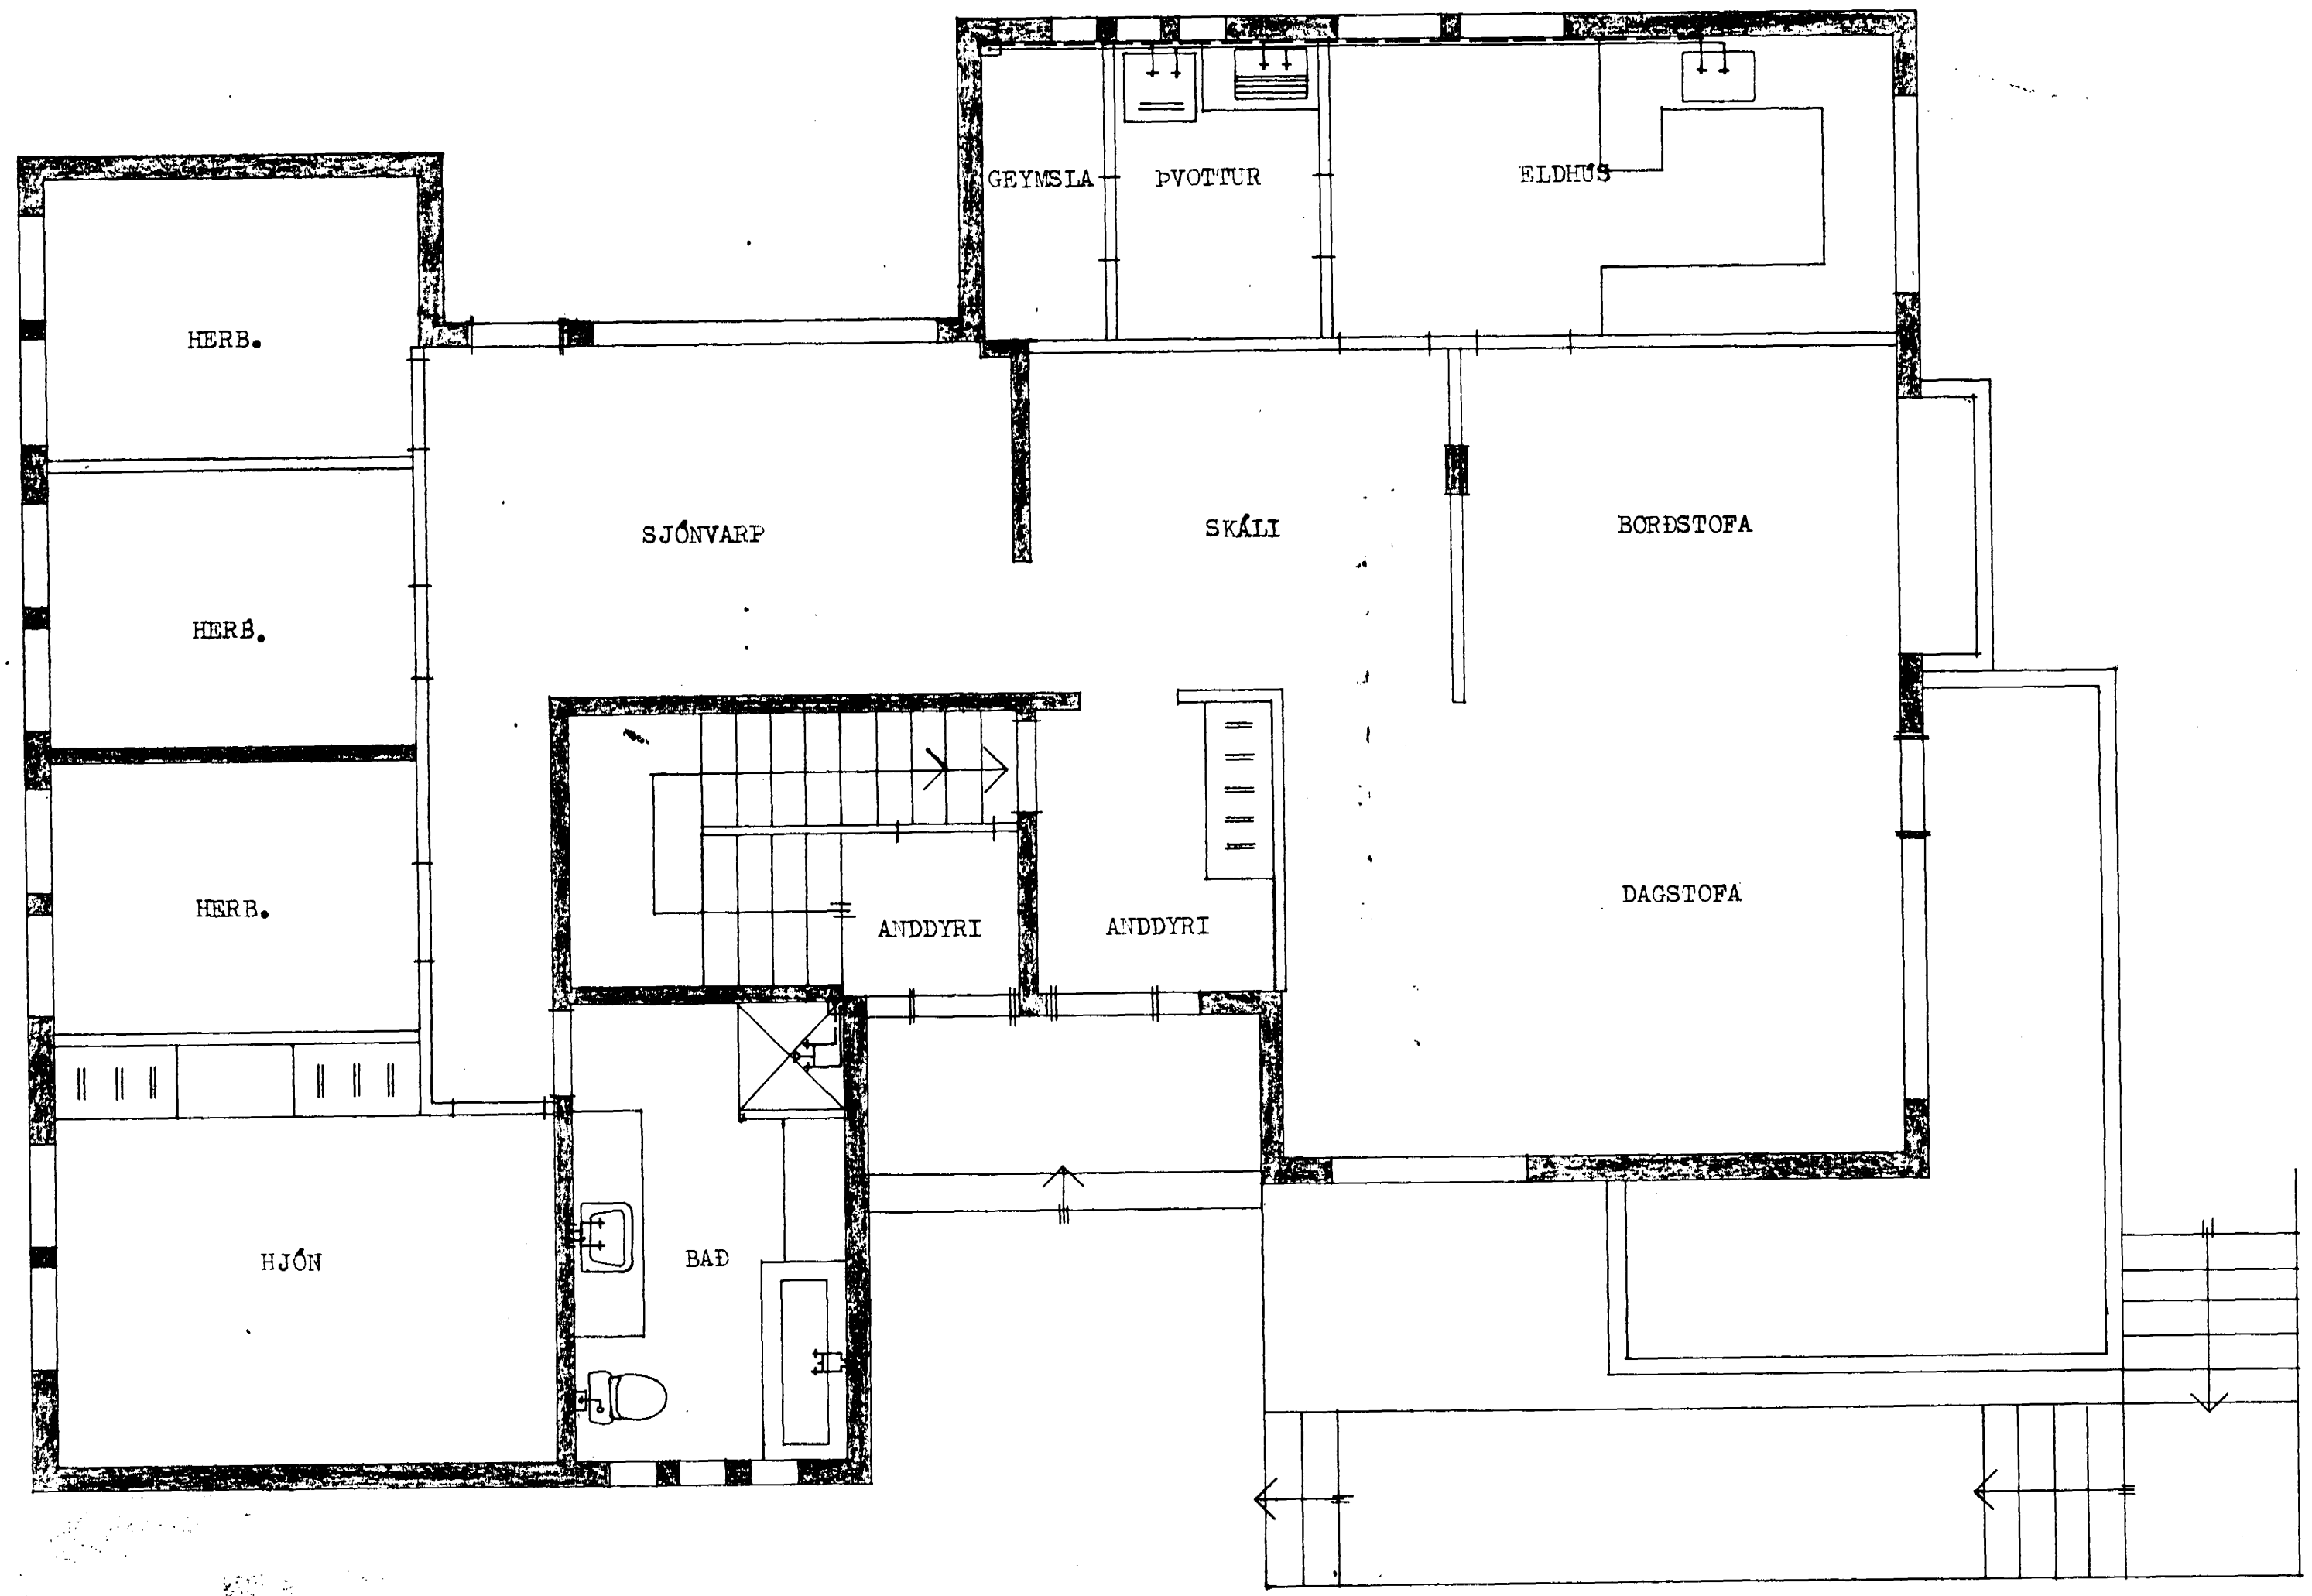 GEYMSLA
ÞVOTTUR
ELDHÚS
HERB.
SJÓNVARP
SKÁLI
BORÐSTOFA
HERB.
DAGSTOFA
HERB.
ANDDYRI
ANDDYRI
HJÓN
BAÐ